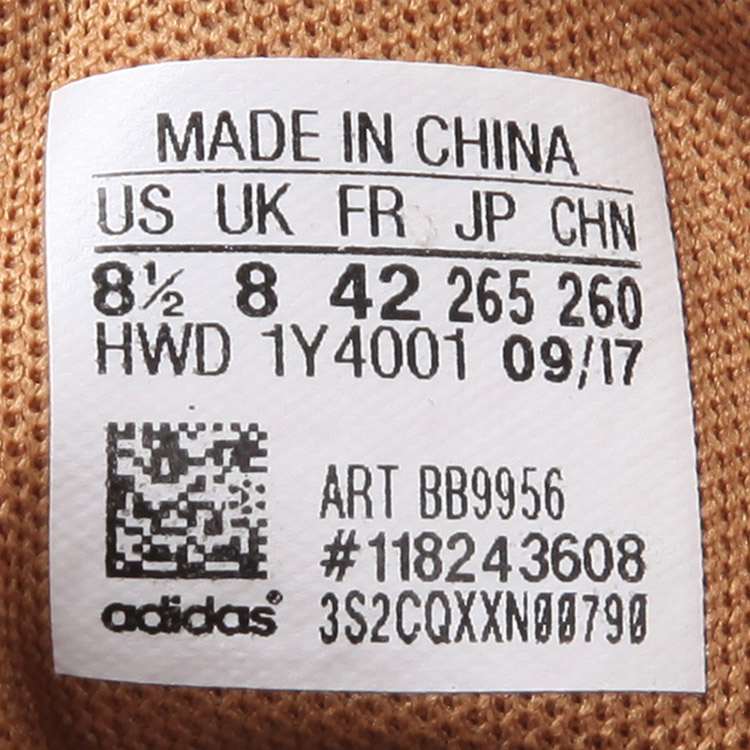 MADE IN CHINA
US UK FR JP CHN
8½ 8 42 265 260
HWD 1Y4001 09/17
ART BB9956
#118243608
adidas®
3S2CQXXN00790